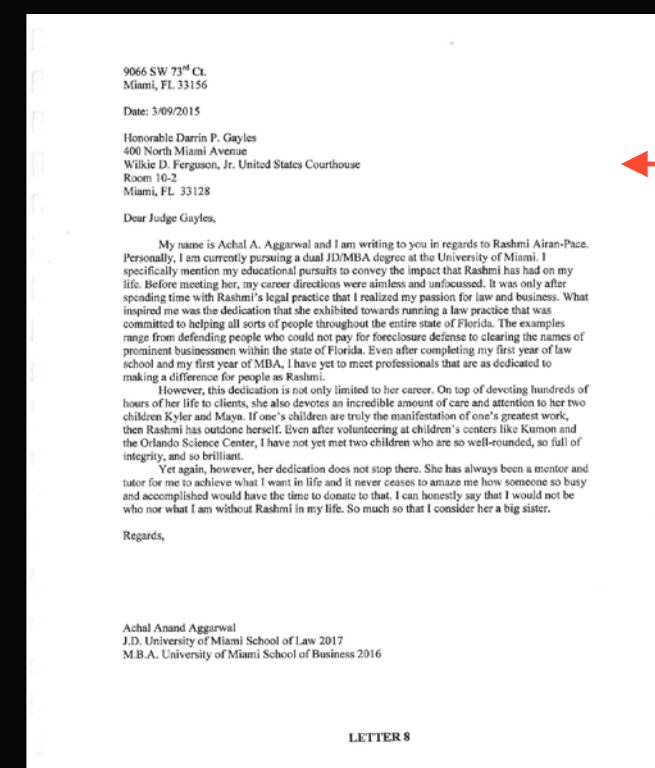 9066 SW 73rd Ct.
Miami, FL 33156
Date: 3/09/2015
Honorable Darrin P. Gayles
400 North Miami Avenue
Wilkie D. Ferguson, Jr. United States Courthouse
Room 10-2
Miami, FL 33128
Dear Judge Gayles,
My name is Achal A. Aggarwal and I am writing to you in regards to Rashmi Airan-Pace.
Personally, I am currently pursuing a dual JD/MBA degree at the University of Miami. I
specifically mention my educational pursuits to convey the impact that Rashmi has had on my
life. Before meeting her, my career directions were aimless and unfocussed. It was only after
spending time with Rashmi's legal practice that I realized my passion for law and business. What
inspired me was the dedication that she exhibited towards running a law practice that was
committed to helping all sorts of people throughout the entire state of Florida. The examples
range from defending people who could not pay for foreclosure defense to clearing the names of
prominent businessmen within the state of Florida. Even after completing my first year of law
school and my first year of MBA, I have yet to meet professionals that are as dedicated to
making a difference for people as Rashmi.
However, this dedication is not only limited to her career. On top of devoting hundreds of
hours of her life to clients, she also devotes an incredible amount of care and attention to her two
children Kyler and Maya. If one's children are truly the manifestation of one's greatest work,
then Rashmi has outdone herself. Even after volunteering at children's centers like Kumon and
the Orlando Science Center, I have not yet met two children who are so well-rounded, so full of
integrity, and so brilliant.
Yet again, however, her dedication does not stop there. She has always been a mentor and
tutor for me to achieve what I want in life and it never ceases to amaze me how someone so busy
and accomplished would have the time to donate to that. I can honestly say that I would not be
who nor what I am without Rashmi in my life. So much so that I consider her a big sister.
Regards,
Achal Anand Aggarwal
J.D. University of Miami School of Law 2017
M.B.A. University of Miami School of Business 2016
LETTER 8